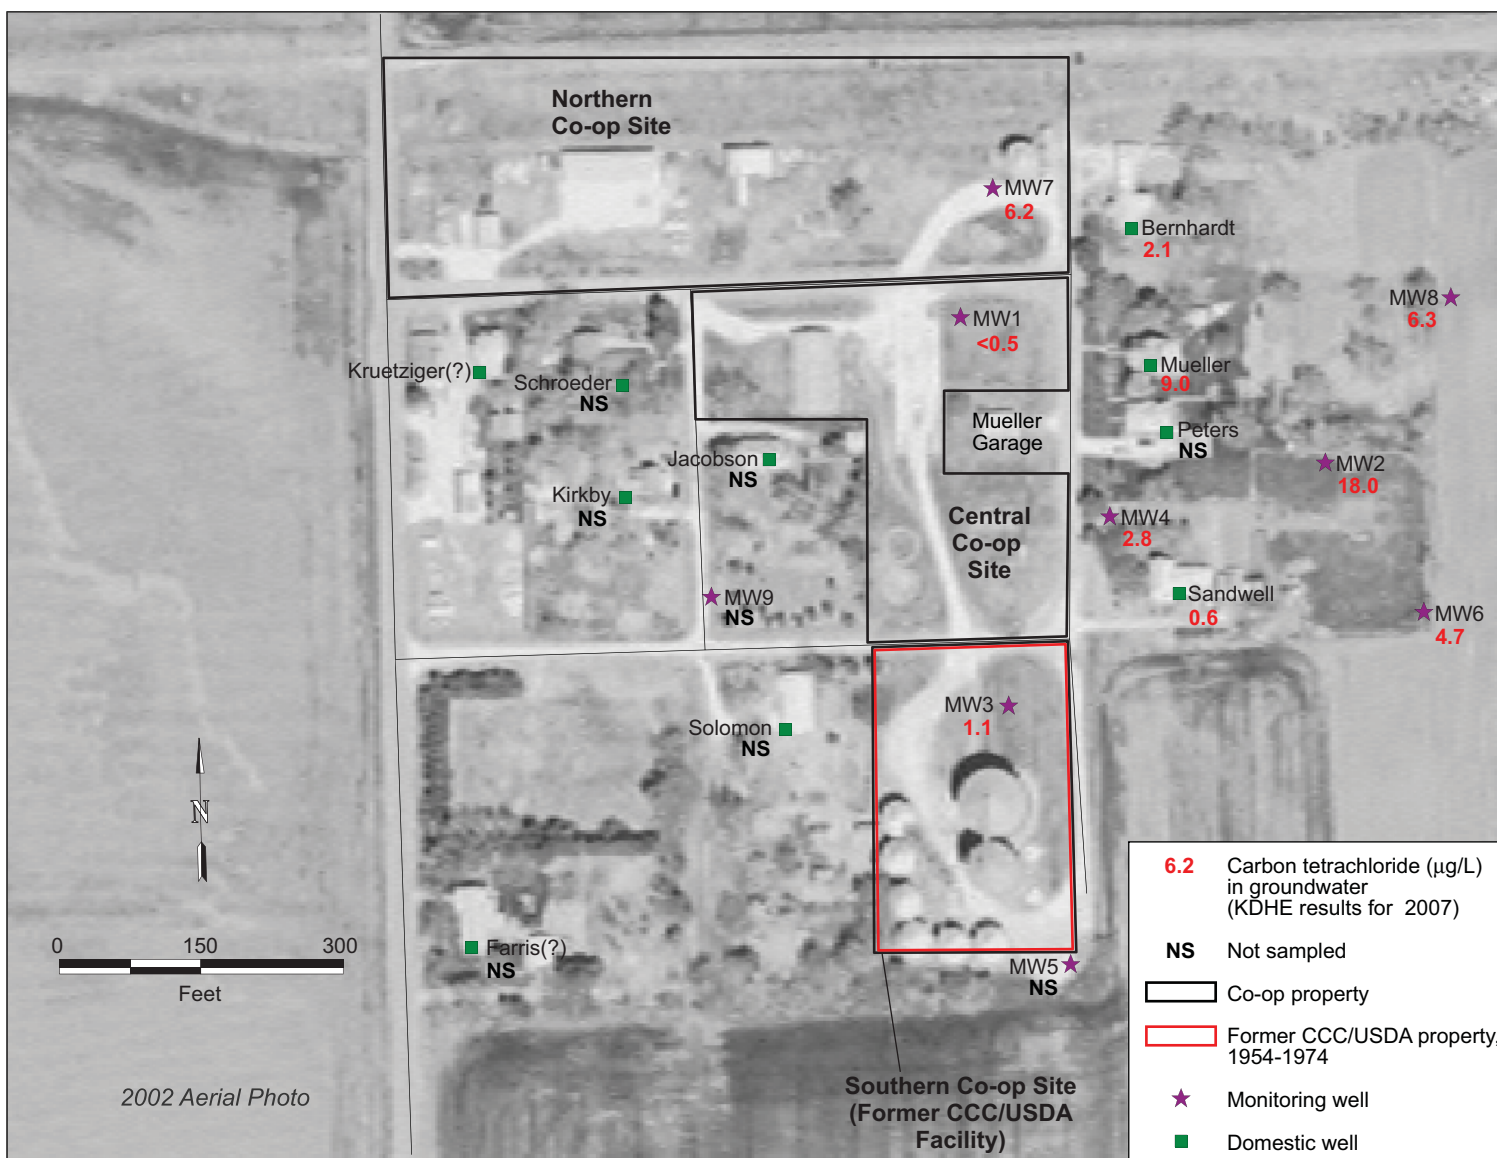 Northern
Co-op Site
MW7
6.2
Bernhardt
2.1
MW8
6.3
MW1
<0.5
Kruetziger(?)
Schroeder
NS
Mueller
9.0
Mueller
Garage
Peters
NS
Jacobson
NS
MW2
18.0
Kirkby
NS
Central
Co-op
Site
MW4
2.8
MW9
NS
Sandwell
0.6
MW6
4.7
MW3
1.1
Solomon
NS
N
0 150 300
Feet
Farris(?)
NS
MW5
NS
2002 Aerial Photo
Southern Co-op Site
(Former CCC/USDA
Facility)
6.2 Carbon tetrachloride (µg/L)
in groundwater
(KDHE results for 2007)
NS Not sampled
Co-op property
Former CCC/USDA property,
1954-1974
Monitoring well
Domestic well